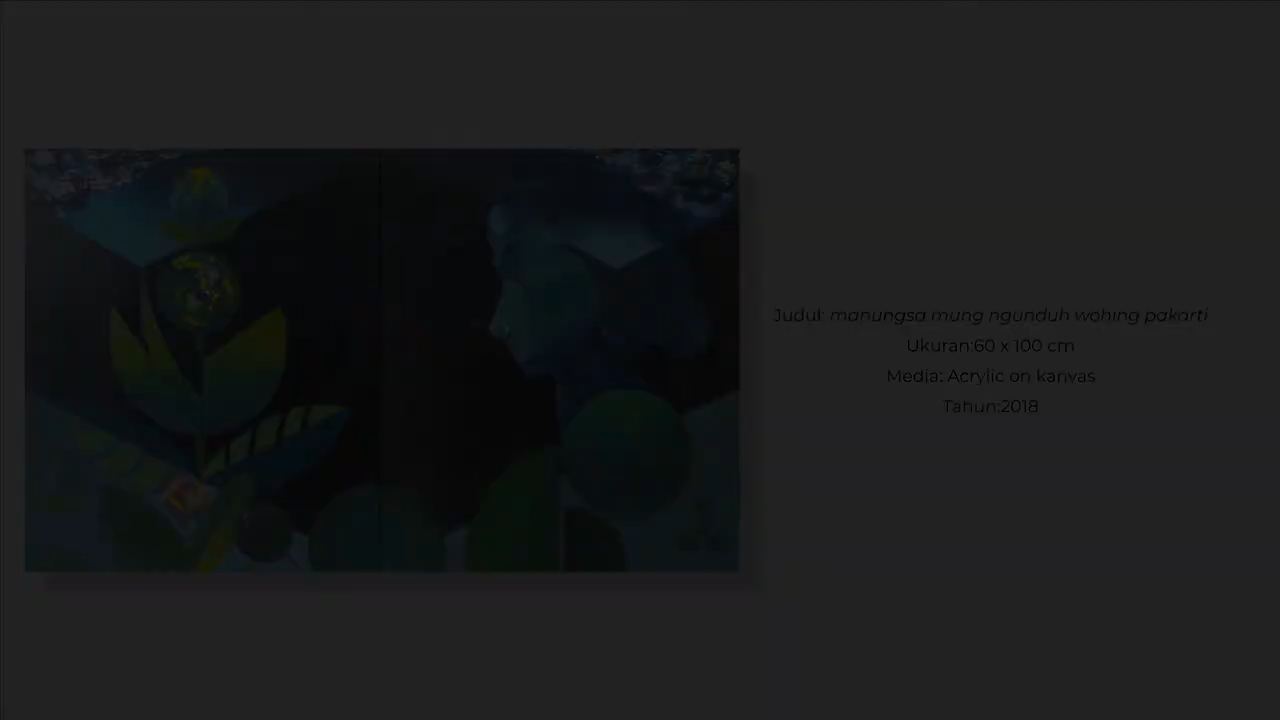 Judul: manungsa mung ngunduh wohing pakarti
Ukuran:60 x 100 cm
Media: Acrylic on kanvas
Tahun:2018